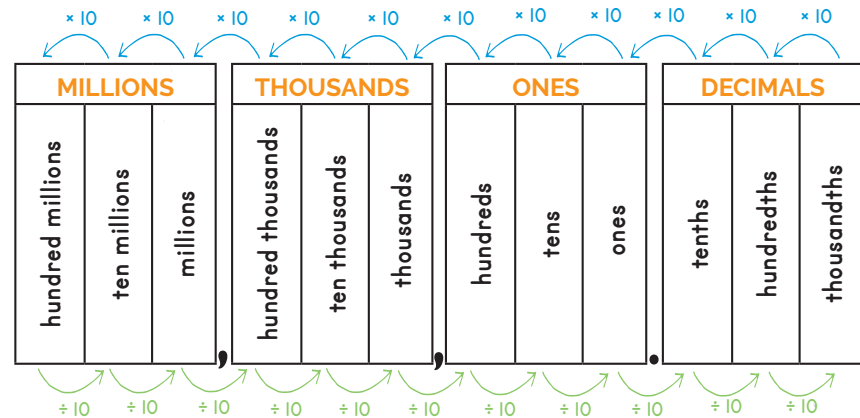 × 10 × 10 × 10 × 10 × 10 × 10 × 10 × 10 × 10 × 10 × 10
MILLIONS THOUSANDS ONES DECIMALS
hundred millions
ten millions
millions
,
hundred thousands
ten thousands
thousands
,
hundreds
tens
ones
.
tenths
hundredths
thousandths
÷ 10 ÷ 10 ÷ 10 ÷ 10 ÷ 10 ÷ 10 ÷ 10 ÷ 10 ÷ 10 ÷ 10 ÷ 10